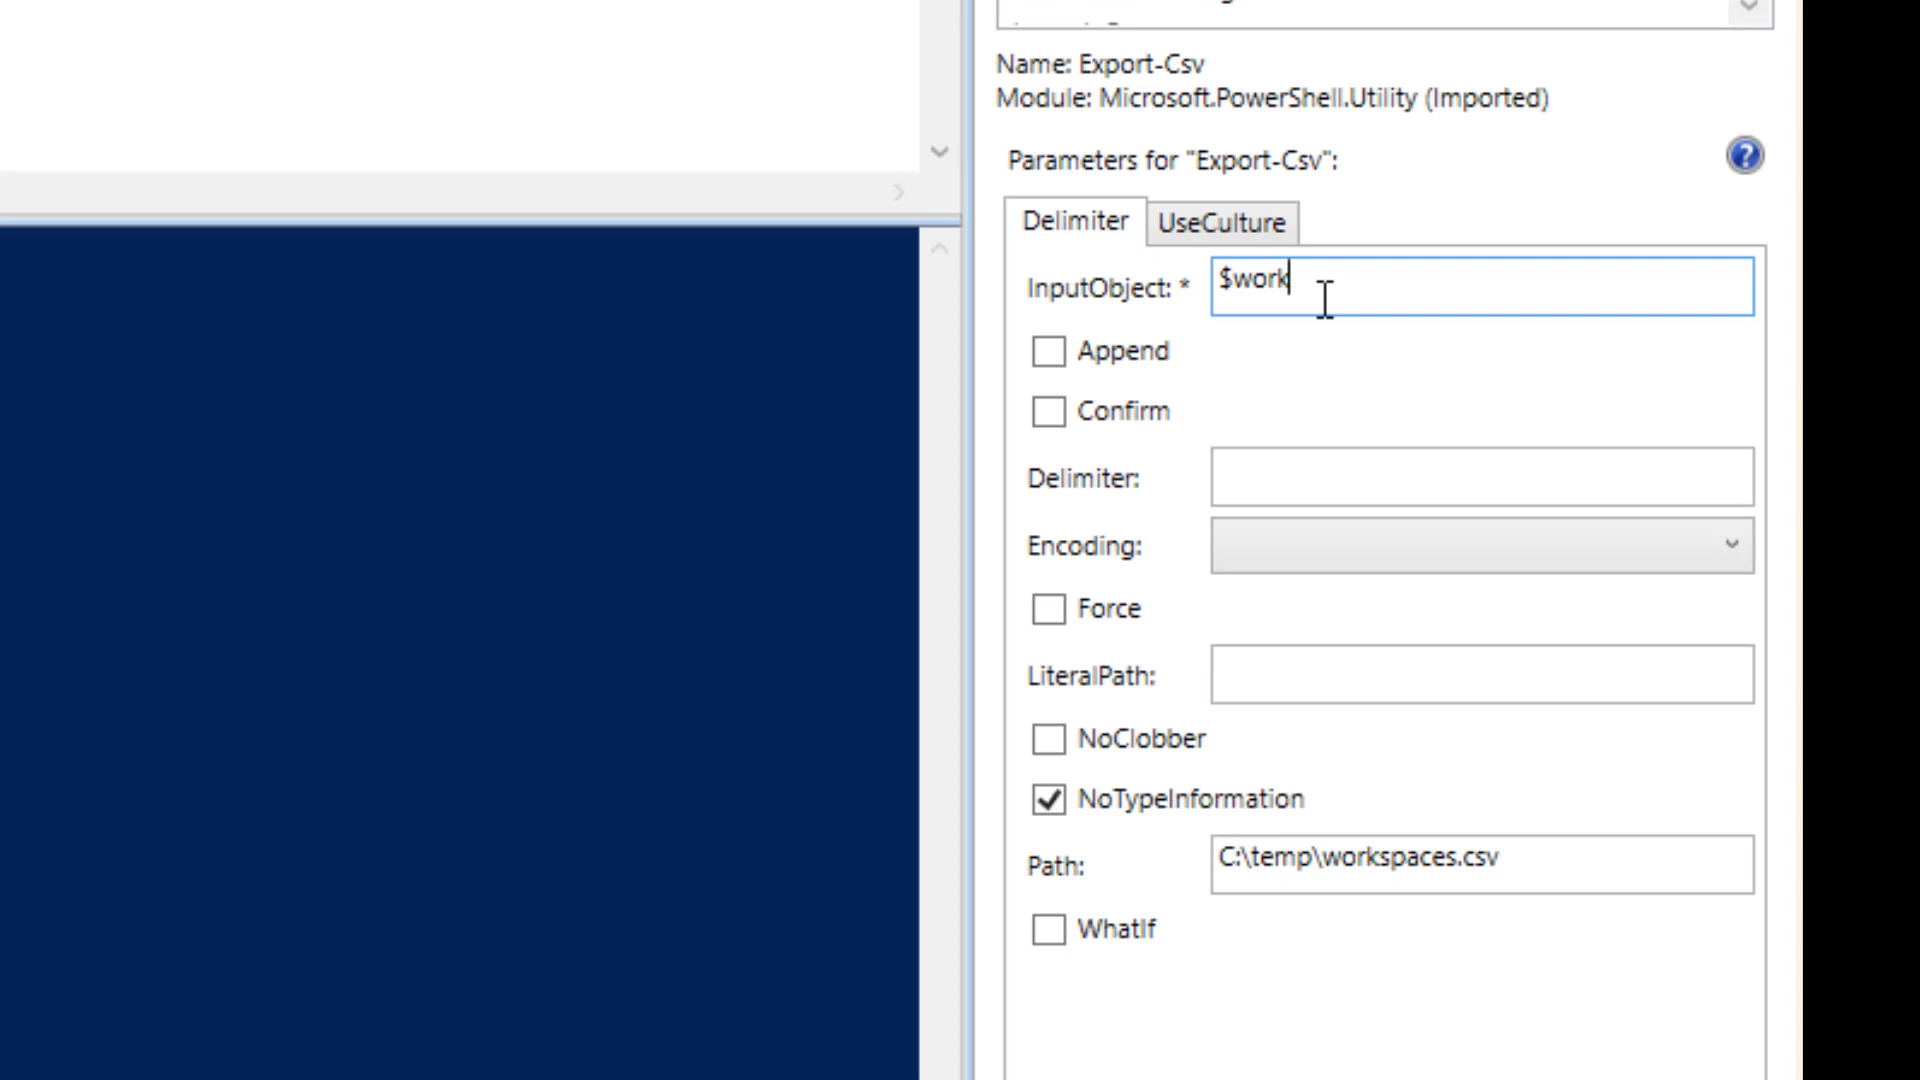 Name: Export-Csv
Module: Microsoft.PowerShell.Utility (Imported)
Parameters for "Export-Csv":
Delimiter UseCulture
InputObject: * $work
Append
Confirm
Delimiter:
Encoding:
Force
LiteralPath:
NoClobber
NoTypeInformation
Path: C:\temp\workspaces.csv
WhatIf